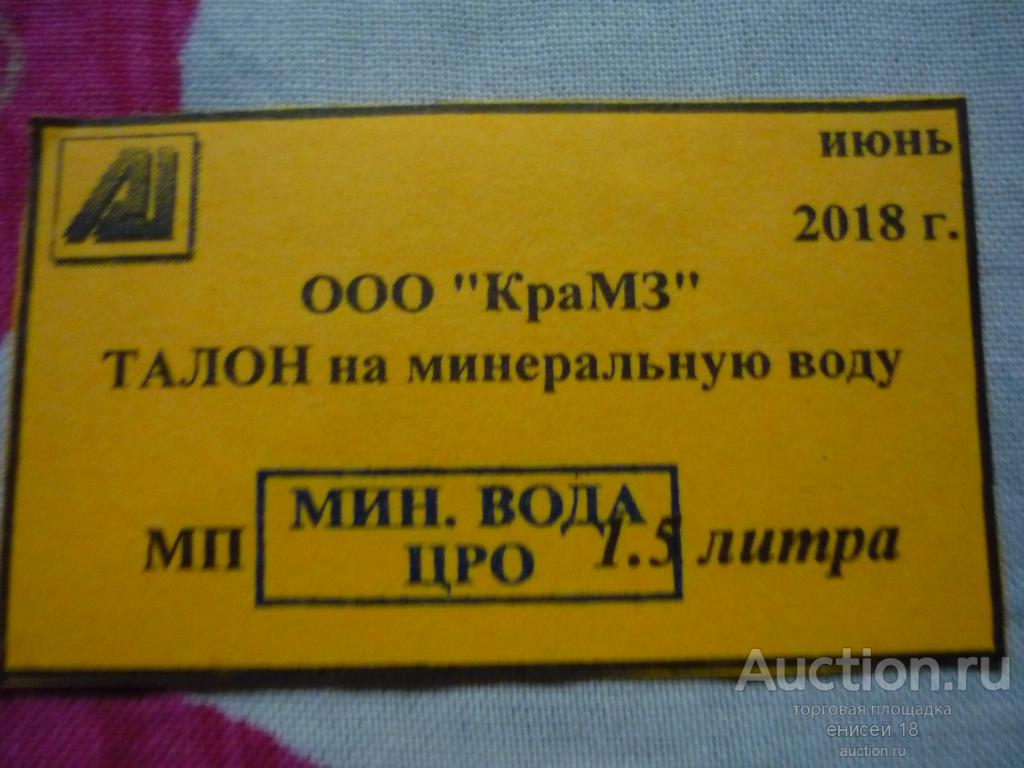 июнь
2018 г.
ООО "КраМЗ"
ТАЛОН на минеральную воду
МИН. ВОДА
МП ЦРО 1.5 литра
Auction.ru
торговая площадка
енисей 18
auction.ru